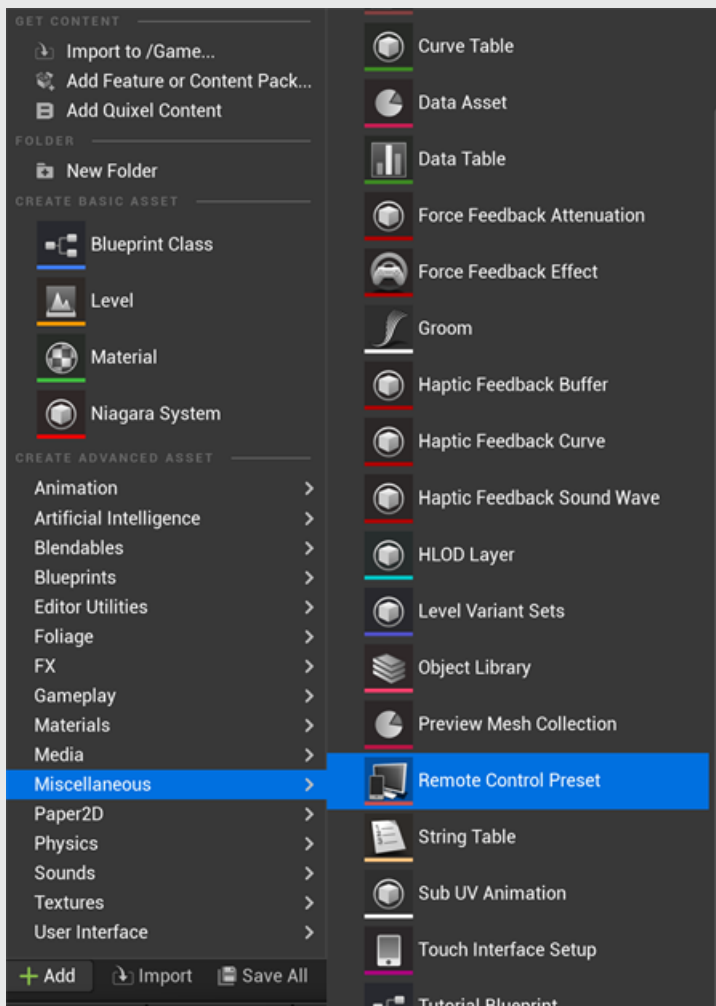 GET CONTENT
Import to /Game...
Add Feature or Content Pack...
Add Quixel Content
FOLDER
New Folder
CREATE BASIC ASSET
Blueprint Class
Level
Material
Niagara System
CREATE ADVANCED ASSET
Animation
Artificial Intelligence
Blendables
Blueprints
Editor Utilities
Foliage
FX
Gameplay
Materials
Media
Miscellaneous
Paper2D
Physics
Sounds
Textures
User Interface
Add Import Save All
Curve Table
Data Asset
Data Table
Force Feedback Attenuation
Force Feedback Effect
Groom
Haptic Feedback Buffer
Haptic Feedback Curve
Haptic Feedback Sound Wave
HLOD Layer
Level Variant Sets
Object Library
Preview Mesh Collection
Remote Control Preset
String Table
Sub UV Animation
Touch Interface Setup
Tutorial Blueprint